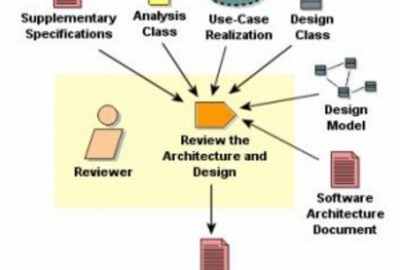 Supplementary
Specifications
Analysis
Class
Use-Case
Realization
Design
Class
Design
Model
Reviewer
Review the
Architecture and
Design
Software
Architecture
Document